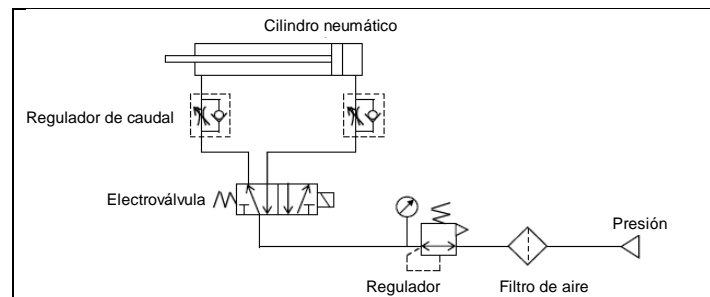 Cilindro neumático
Regulador de caudal
Electroválvula
Presión
Regulador
Filtro de aire